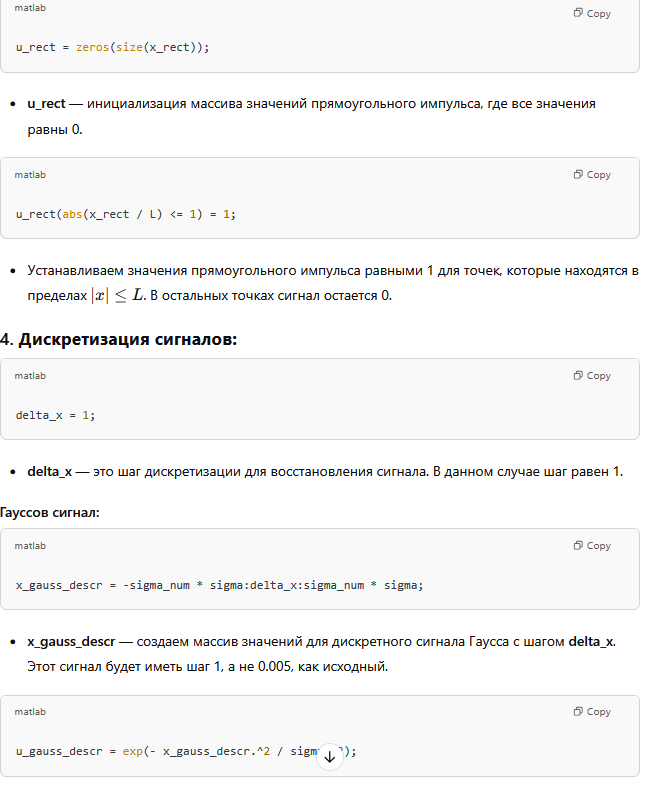 matlab
Copy
u_rect = zeros(size(x_rect));
• u_rect — инициализация массива значений прямоугольного импульса, где все значения
равны 0.
matlab
Copy
u_rect(abs(x_rect / L) <= 1) = 1;
• Устанавливаем значения прямоугольного импульса равными 1 для точек, которые находятся в
пределах |x| ≤ L. В остальных точках сигнал остается 0.
4. Дискретизация сигналов:
matlab
Copy
delta_x = 1;
• delta_x — это шаг дискретизации для восстановления сигнала. В данном случае шаг равен 1.
Гауссов сигнал:
matlab
Copy
x_gauss_descr = -sigma_num * sigma:delta_x:sigma_num * sigma;
• x_gauss_descr — создаем массив значений для дискретного сигнала Гаусса с шагом delta_x.
Этот сигнал будет иметь шаг 1, а не 0.005, как исходный.
matlab
Copy
u_gauss_descr = exp(- x_gauss_descr.^2 / );